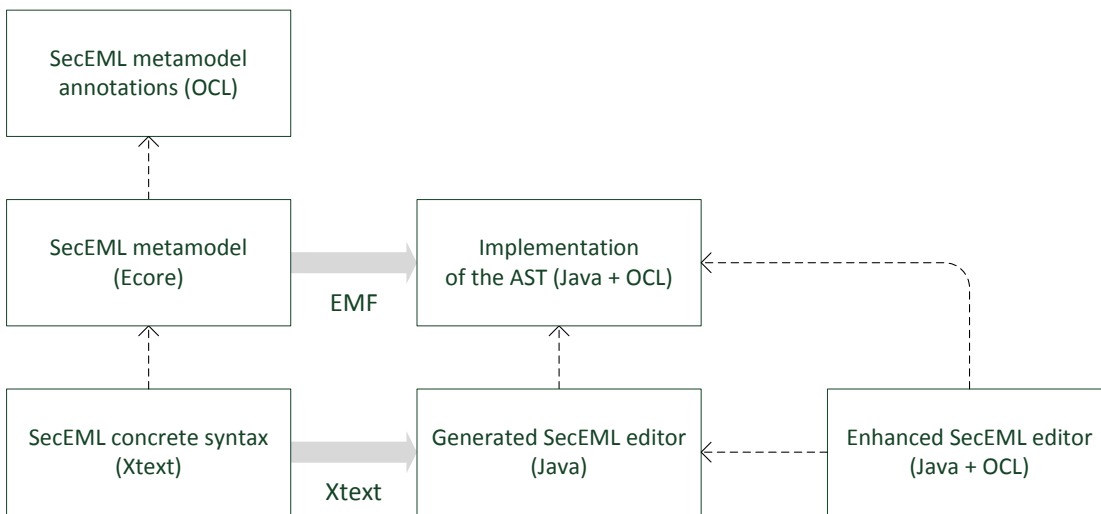 SecEML metamodel
annotations (OCL)
SecEML metamodel
(Ecore)
EMF
Implementation
of the AST (Java + OCL)
SecEML concrete syntax
(Xtext)
Xtext
Generated SecEML editor
(Java)
Enhanced SecEML editor
(Java + OCL)